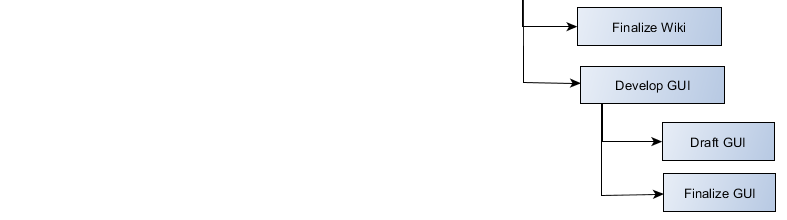 Finalize Wiki
Develop GUI
Draft GUI
Finalize GUI